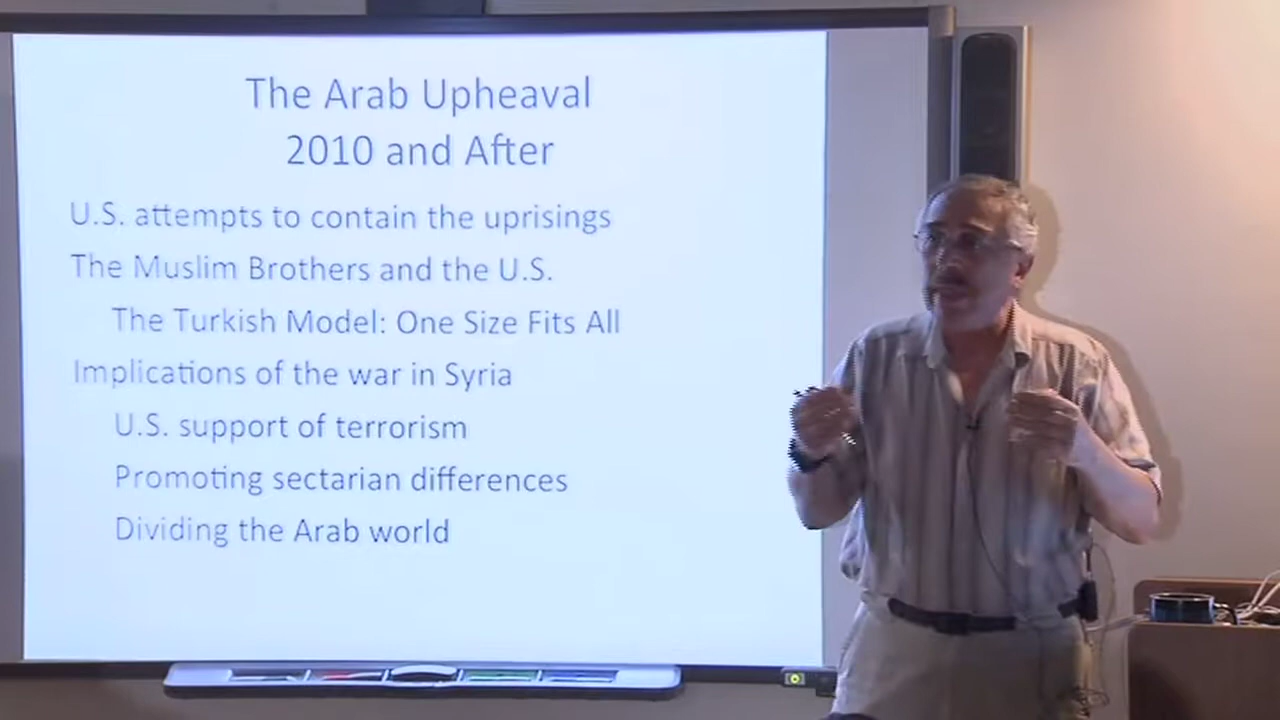 The Arab Upheaval
2010 and After
U.S. attempts to contain the uprisings
The Muslim Brothers and the U.S.
The Turkish Model: One Size Fits All
Implications of the war in Syria
U.S. support of terrorism
Promoting sectarian differences
Dividing the Arab world